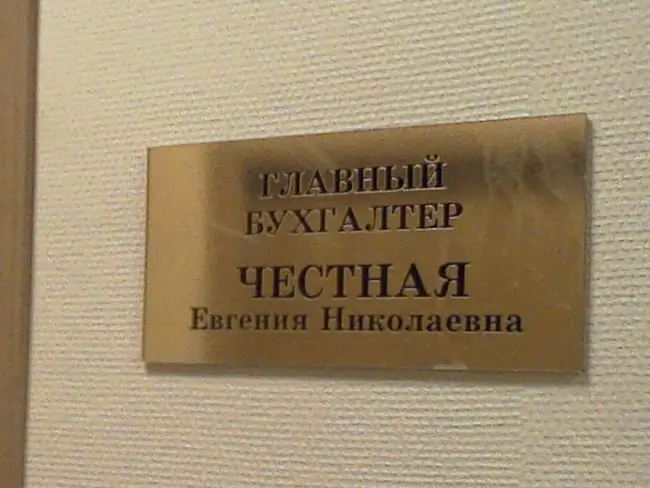 ГЛАВНЫЙ
БУХГАЛТЕР
ЧЕСТНАЯ
Евгения Николаевна